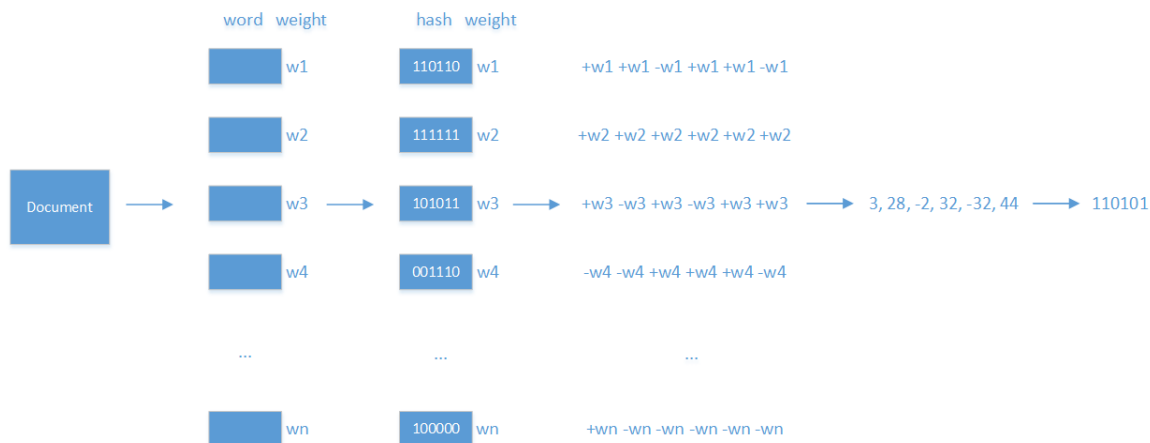 word weight hash weight
w1 110110 w1 +w1 +w1 -w1 +w1 +w1 -w1
w2 111111 w2 +w2 +w2 +w2 +w2 +w2 +w2
Document w3 101011 w3 +w3 -w3 +w3 -w3 +w3 +w3 3, 28, -2, 32, -32, 44 110101
w4 001110 w4 -w4 -w4 +w4 +w4 +w4 -w4
... ... ...
wn 100000 wn +wn -wn -wn -wn -wn -wn